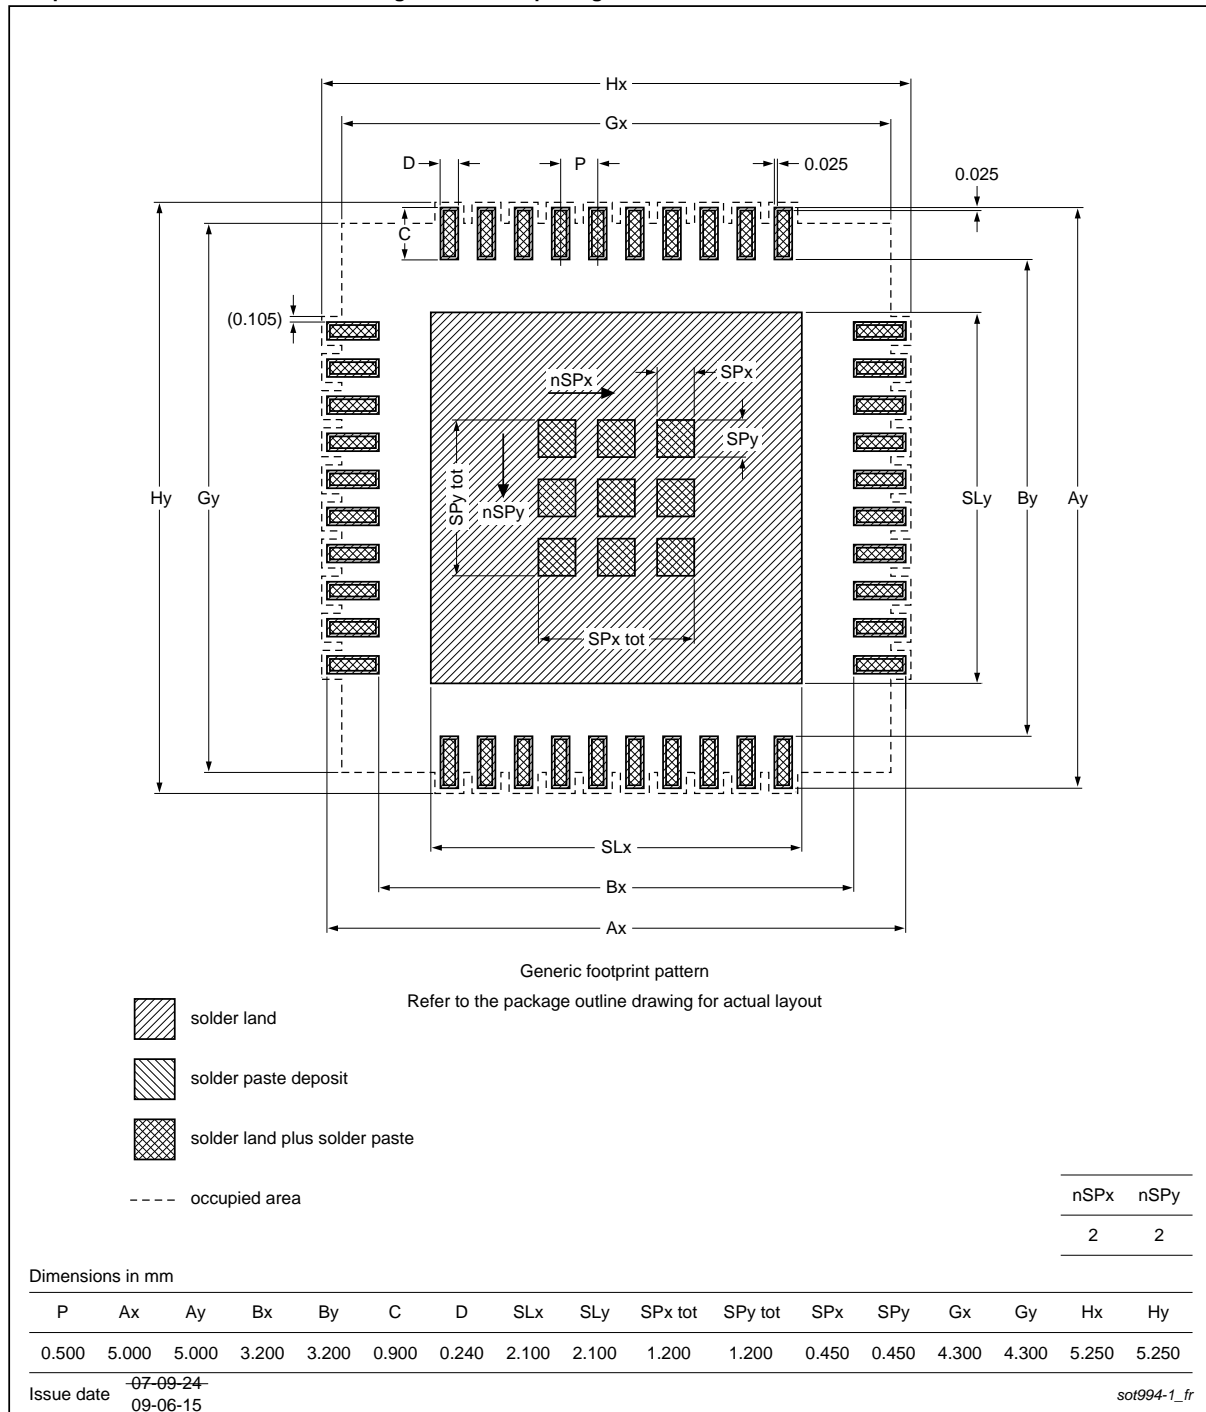 Hx
Gx
D
P
0.025
0.025
C
(0.105)
nSPx
SPx
SPy
SPy tot
nSPy
Hy
Gy
SLy
By
Ay
SPx tot
SLx
Bx
Ax
Generic footprint pattern
Refer to the package outline drawing for actual layout
solder land
solder paste deposit
solder land plus solder paste
occupied area
nSPx nSPy
2 2
Dimensions in mm
P Ax Ay Bx By C D SLx SLy SPx tot SPy tot SPx SPy Gx Gy Hx Hy
0.500 5.000 5.000 3.200 3.200 0.900 0.240 2.100 2.100 1.200 1.200 0.450 0.450 4.300 4.300 5.250 5.250
Issue date 07-09-24
09-06-15
sot994-1_fr